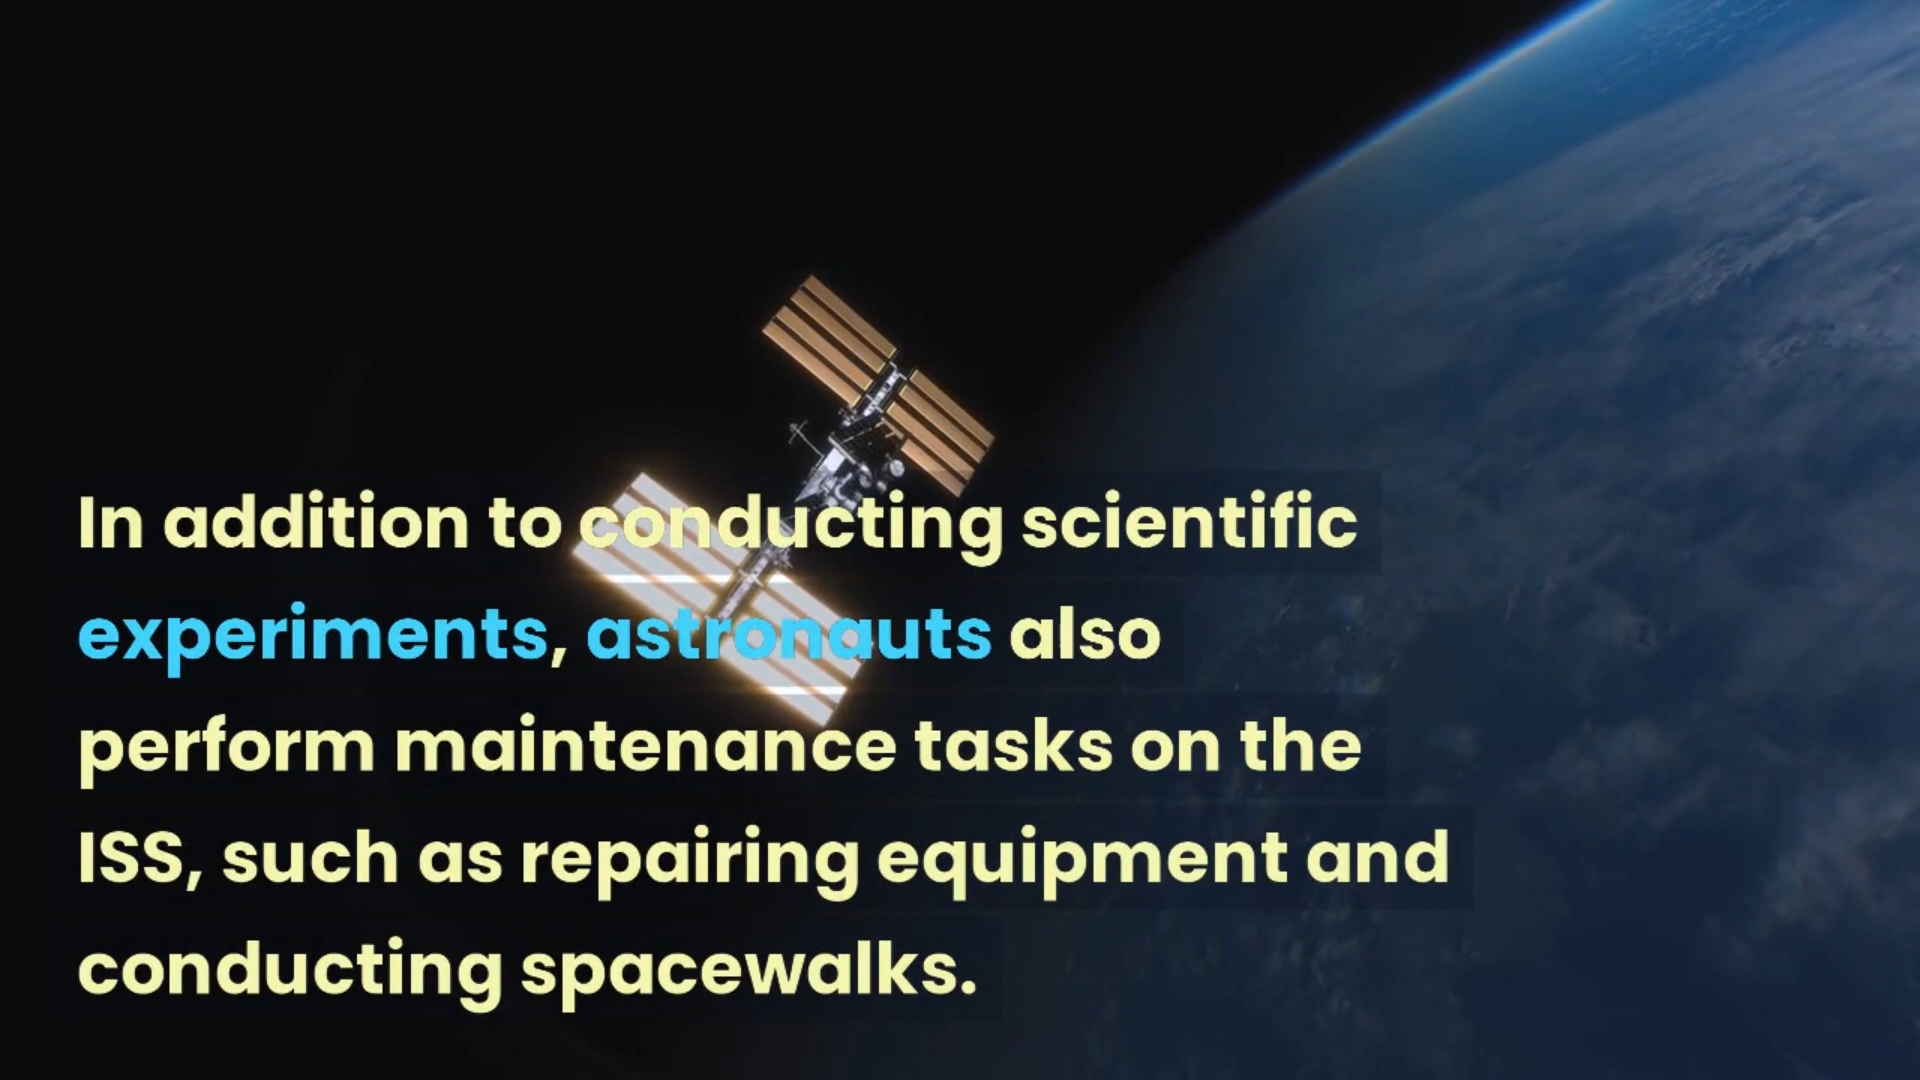 In addition to conducting scientific
experiments, astronauts also
perform maintenance tasks on the
ISS, such as repairing equipment and
conducting spacewalks.